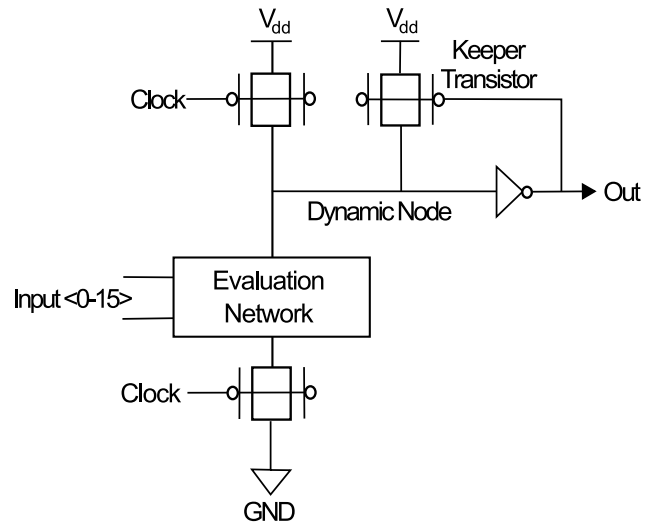 Vdd
Vdd
Keeper
Transistor
Clock
Out
Dynamic Node
Evaluation
Network
Input <0-15>
Clock
GND